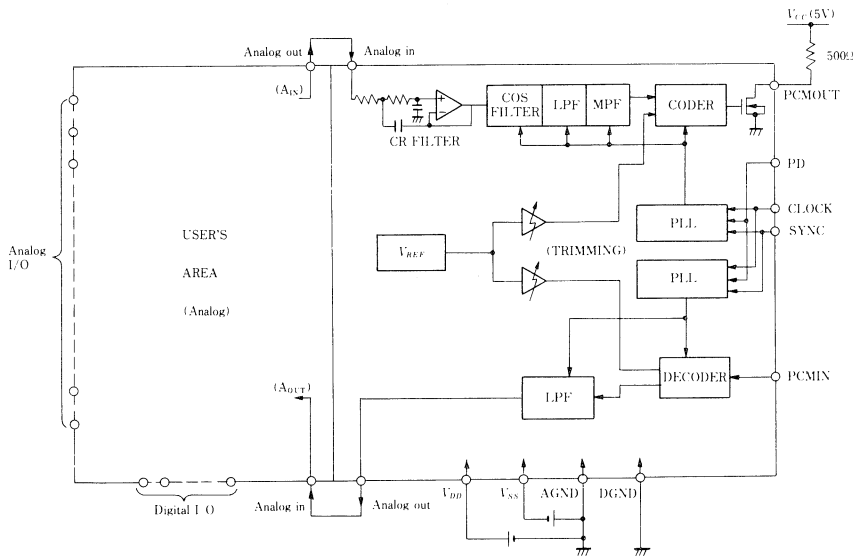 V_CC (5V)
500Ω
Analog out
Analog in
(A_IN)
CR FILTER
COS
FILTER
LPF
MPF
CODER
PCMOUT
PD
CLOCK
SYNC
PLL
V_REF
(TRIMMING)
PLL
Analog
I/O
USER'S
AREA
(Analog)
(A_OUT)
LPF
DECODER
PCMIN
Digital I O
Analog in
Analog out
V_DD
V_SS
AGND
DGND